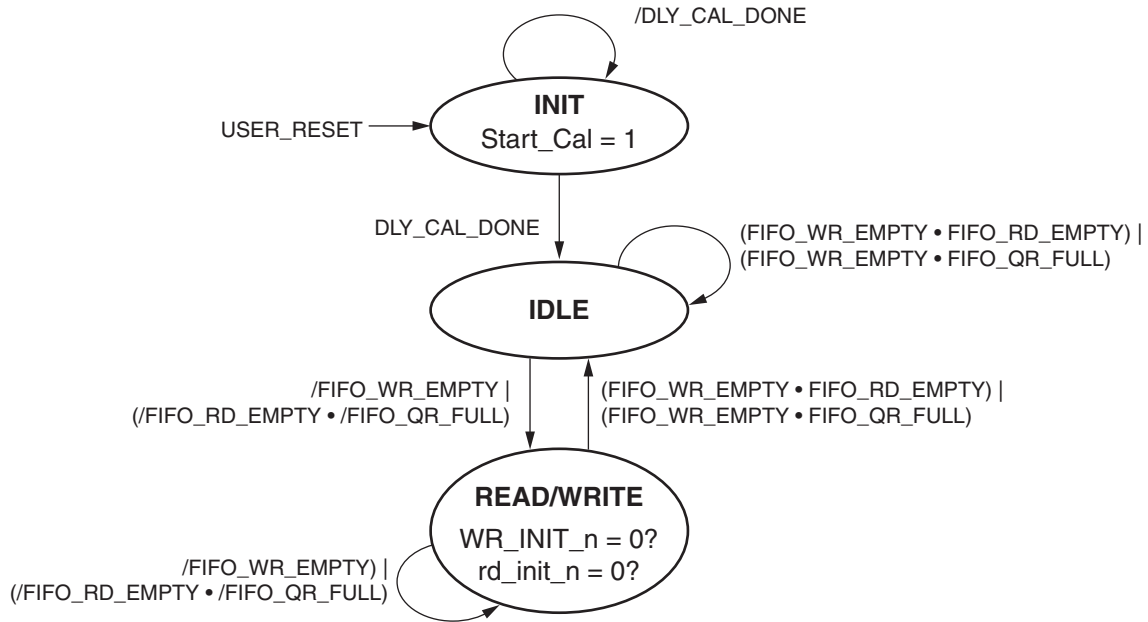 /DLY_CAL_DONE
INIT
Start_Cal = 1
USER_RESET
DLY_CAL_DONE
(FIFO_WR_EMPTY • FIFO_RD_EMPTY) |
(FIFO_WR_EMPTY • FIFO_QR_FULL)
IDLE
/FIFO_WR_EMPTY |
(/FIFO_RD_EMPTY • /FIFO_QR_FULL)
(FIFO_WR_EMPTY • FIFO_RD_EMPTY) |
(FIFO_WR_EMPTY • FIFO_QR_FULL)
READ/WRITE
WR_INIT_n = 0?
rd_init_n = 0?
/FIFO_WR_EMPTY) |
(/FIFO_RD_EMPTY • /FIFO_QR_FULL)